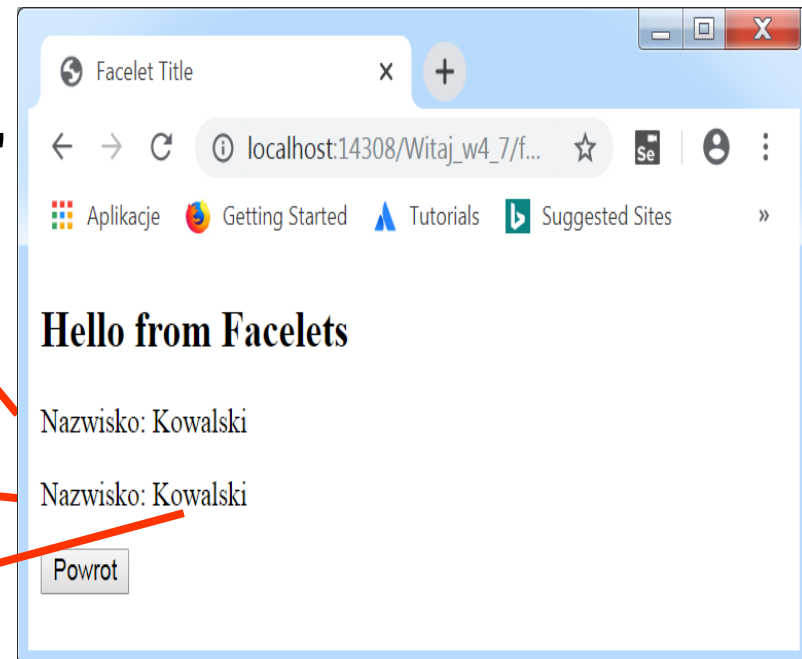 X
Facelet Title × +
localhost:14308/Witaj_w4_7/f... Se
Aplikacje Getting Started Tutorials b Suggested Sites »
Hello from Facelets
Nazwisko: Kowalski
Nazwisko: Kowalski
Powrot